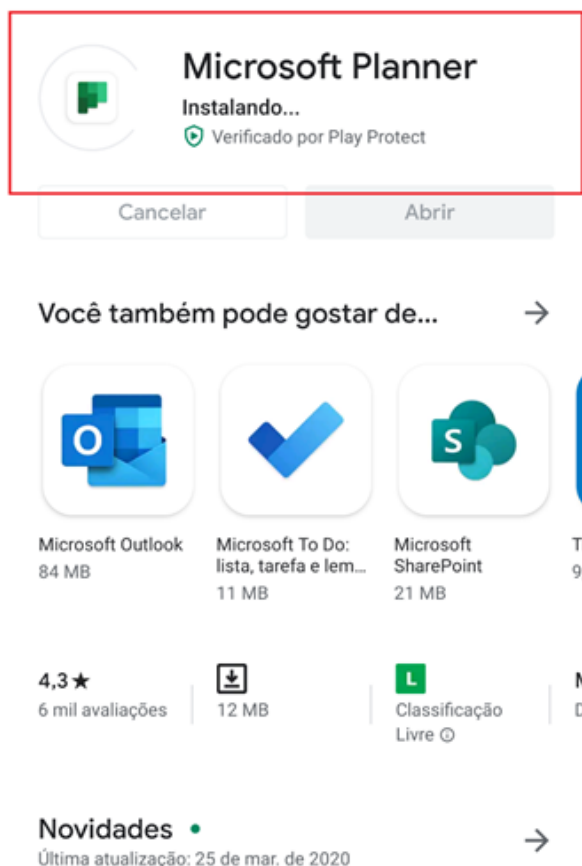 Microsoft Planner
Instalando...
Verificado por Play Protect
Cancelar
Abrir
Você também pode gostar de...
Microsoft Outlook
84 MB
Microsoft To Do:
lista, tarefa e lem...
11 MB
Microsoft
SharePoint
21 MB
4,3★
6 mil avaliações
12 MB
L
Classificação
Livre
Novidades
Última atualização: 25 de mar. de 2020